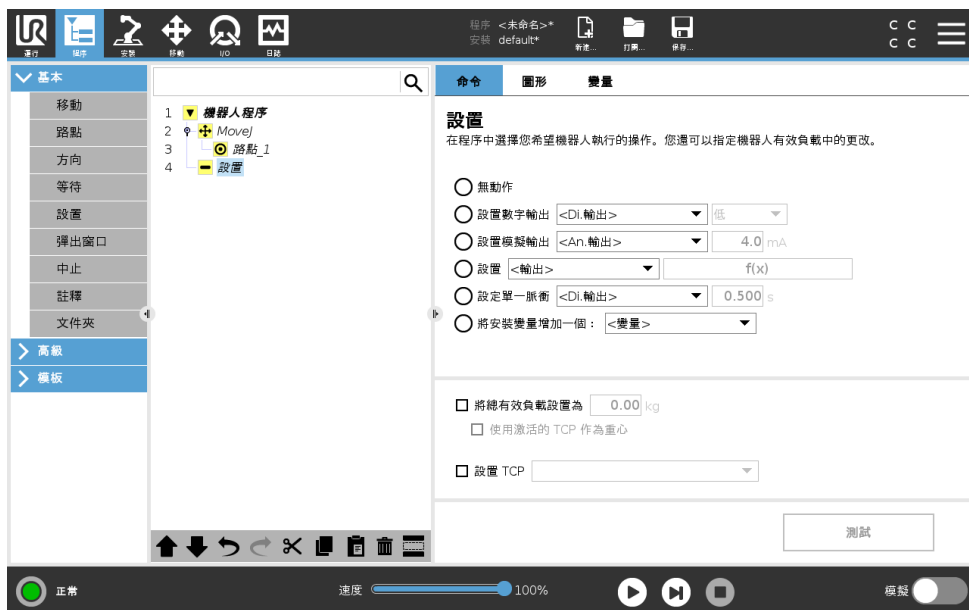 程序 <未命名>*
安裝 default*
運行 程序 安裝 移動 I/O 日誌 新建... 打開... 保存...
C C
C C
基本
移動
路點
方向
等待
設置
彈出窗口
中止
註釋
文件夾
高級
模板
1 機器人程序
2 MoveJ
3 路點_1
4 設置
命令 圖形 變量
設置
在程序中選擇您希望機器人執行的操作。您還可以指定機器人有效負載中的更改。
無動作
設置數字輸出 <Di.輸出> 低
設置模擬輸出 <An.輸出> 4.0 mA
設置 <輸出> f(x)
設定單一脈衝 <Di.輸出> 0.500 s
將安裝變量增加一個： <變量>
將總有效負載設置為 0.00 kg
使用激活的 TCP 作為重心
設置 TCP
測試
正常 速度 100% 模擬